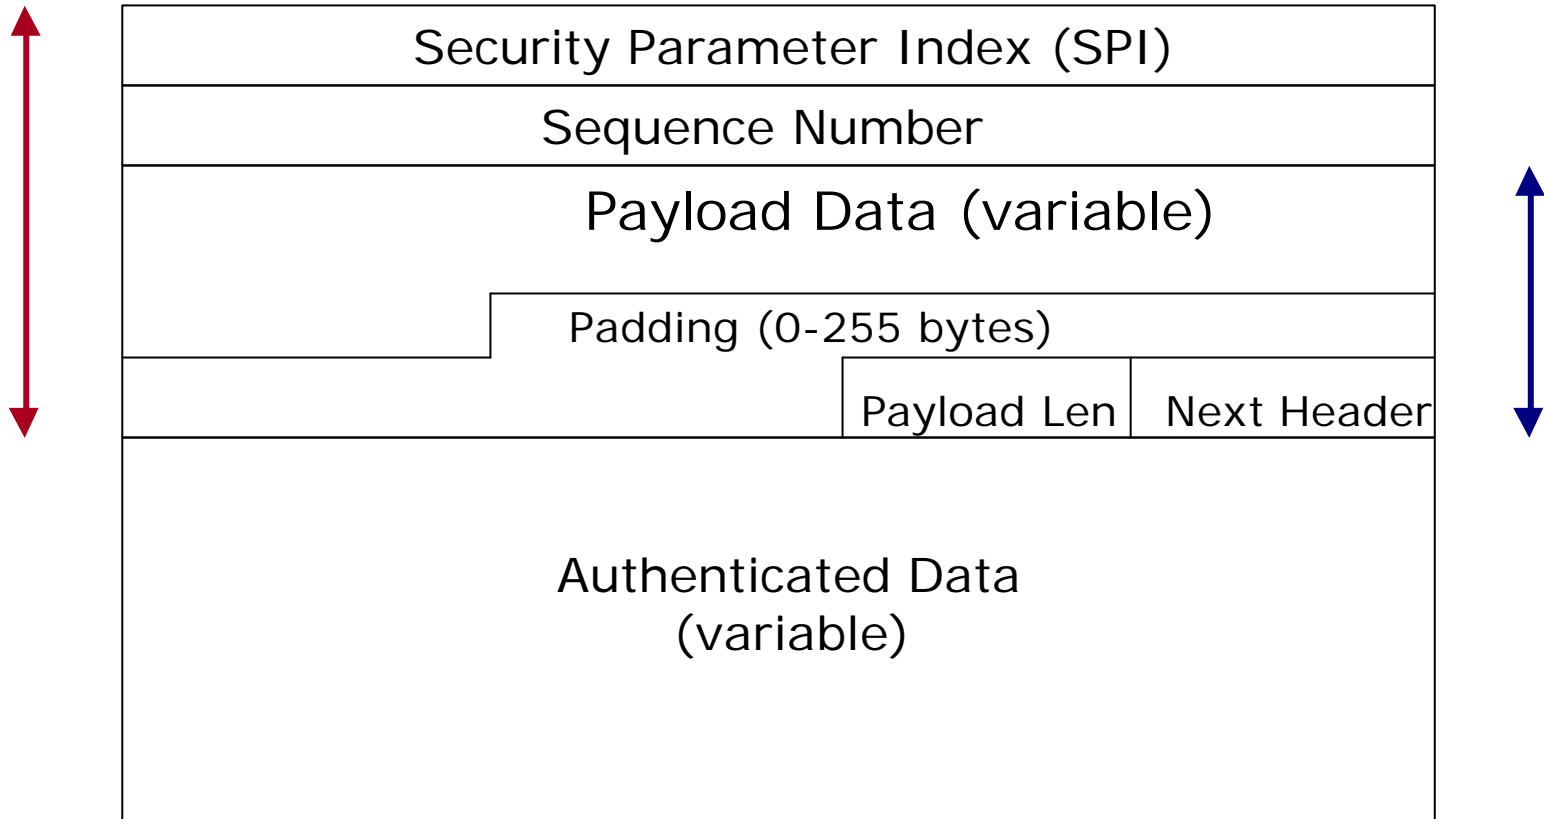 Security Parameter Index (SPI)
Sequence Number
Payload Data (variable)
Padding (0-255 bytes)
Payload Len Next Header
Authenticated Data
(variable)